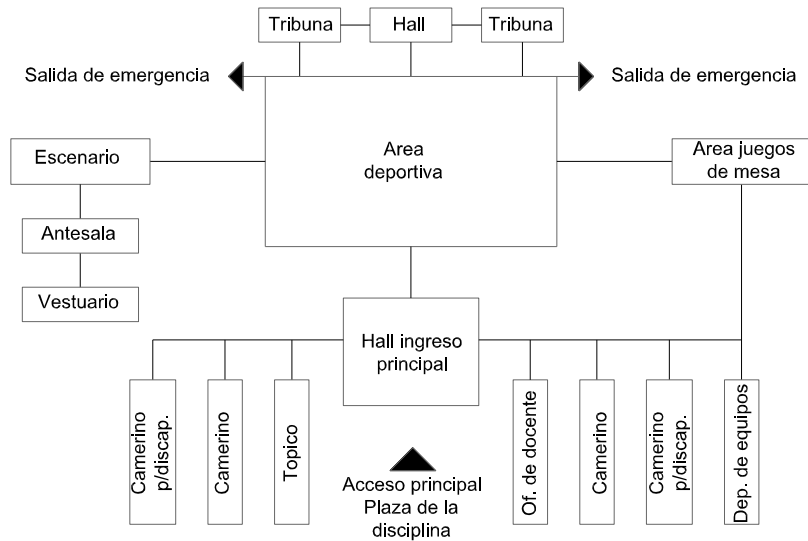 Tribuna
Hall
Tribuna
Salida de emergencia
Salida de emergencia
Escenario
Area
deportiva
Area juegos
de mesa
Antesala
Vestuario
Hall ingreso
principal
Camerino
p/discap.
Camerino
Topico
Acceso principal
Plaza de la
disciplina
Of. de docente
Camerino
Camerino
p/discap.
Dep. de equipos